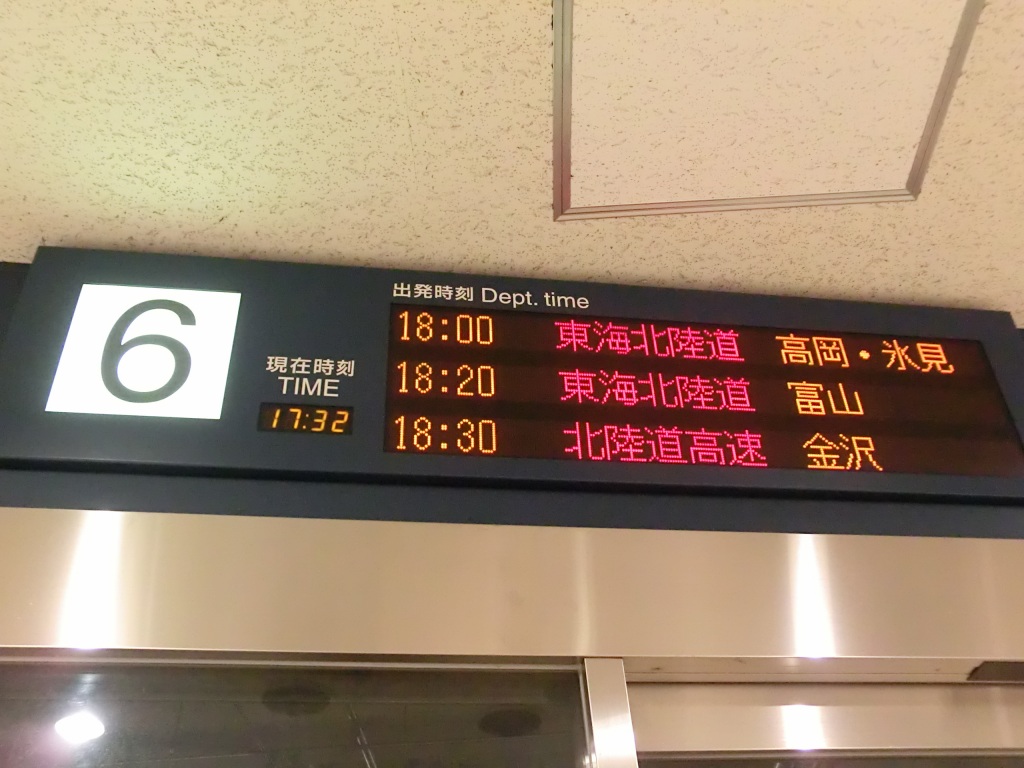 6
現在時刻
TIME
17:32
出発時刻 Dept. time
18:00 東海北陸道 高岡・氷見
18:20 東海北陸道 富山
18:30 北陸道高速 金沢